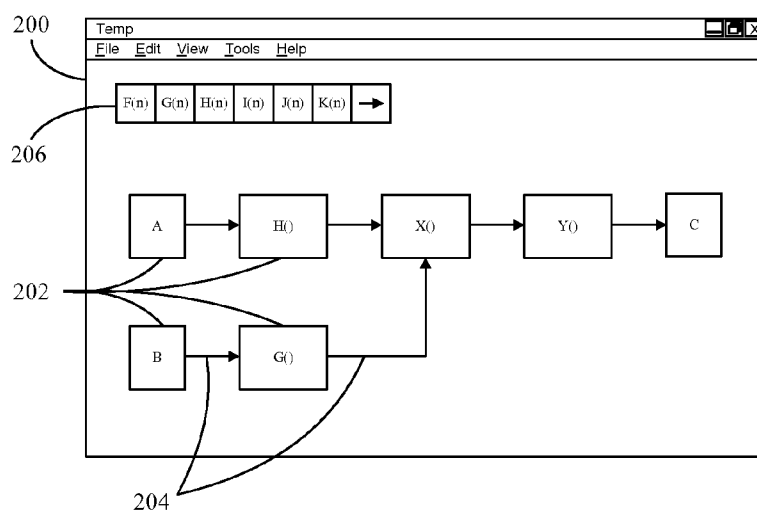 200
Temp
X
File Edit View Tools Help
206
F(n) G(n) H(n) I(n) J(n) K(n)
A H() X() Y() C
202
B G()
204